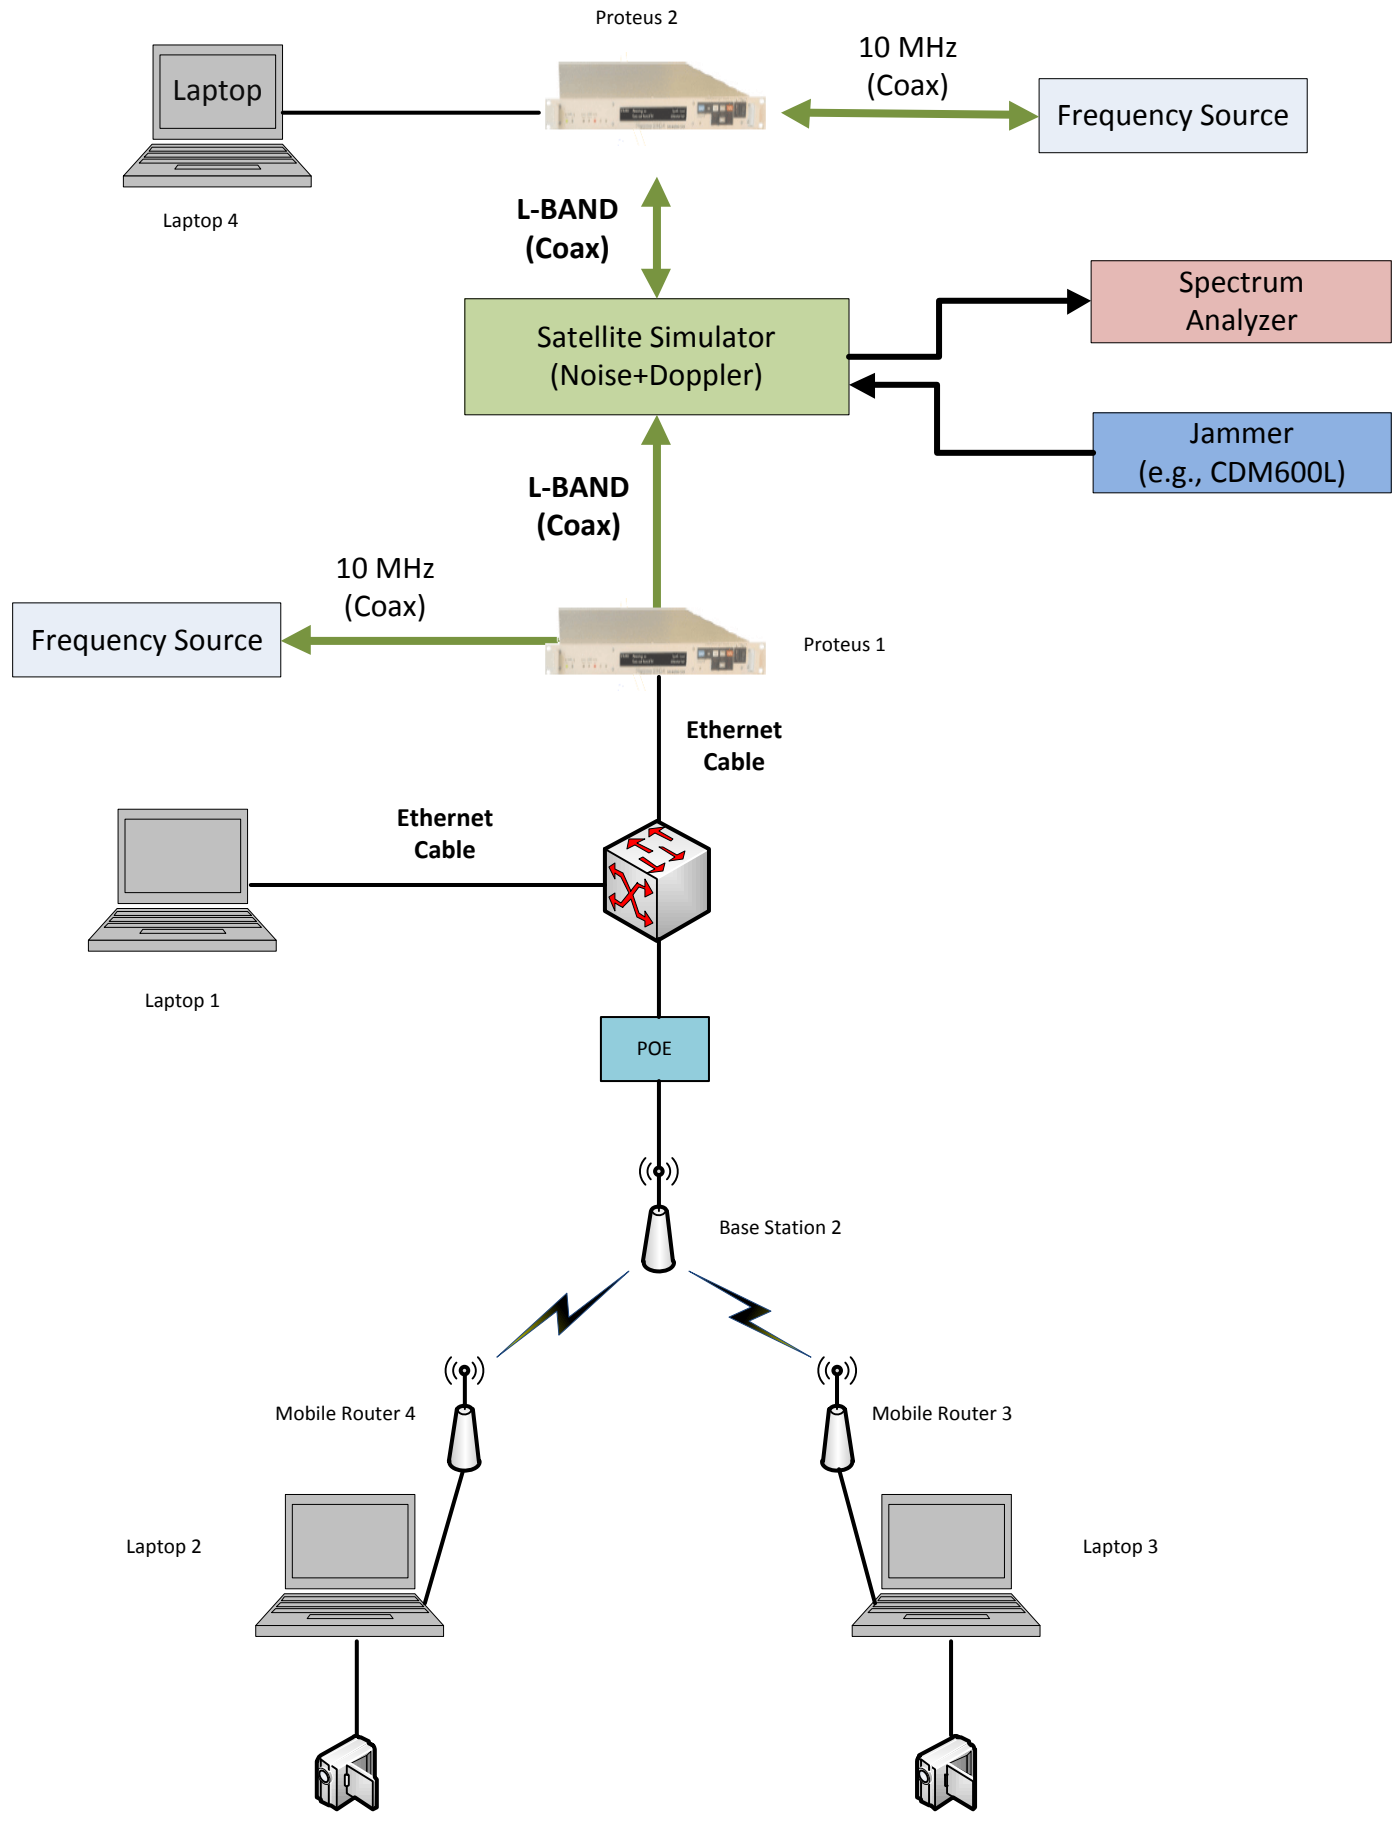 Proteus 2
10 MHz
(Coax)
Laptop
Frequency Source
Laptop 4
L-BAND
(Coax)
Spectrum
Analyzer
Satellite Simulator
(Noise+Doppler)
Jammer
(e.g., CDM600L)
L-BAND
(Coax)
10 MHz
(Coax)
Frequency Source
Proteus 1
Ethernet
Cable
Ethernet
Cable
Laptop 1
POE
Base Station 2
Mobile Router 4
Mobile Router 3
Laptop 2
Laptop 3